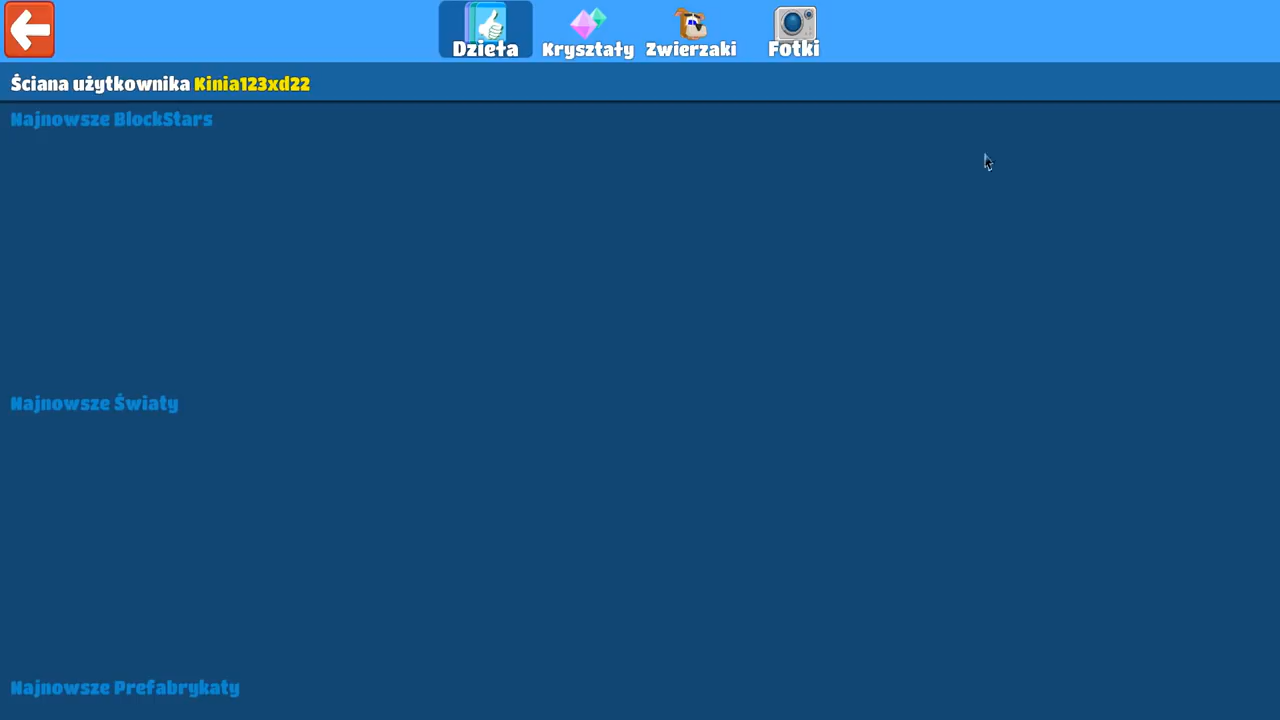 Dzieła Kryształy Zwierzaki Fotki
Ściana użytkownika Kinia123xd22
Najnowsze BlockStars
Najnowsze Światy
Najnowsze Prefabrykaty